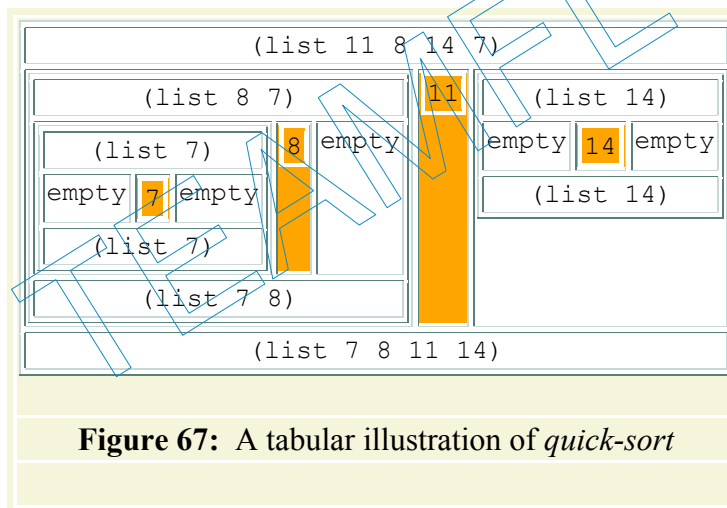 (list 11 8 14 7)
(list 8 7) 11 (list 14)
(list 7) 8 empty empty 14 empty
empty 7 empty (list 14)
(list 7)
(list 7 8)
(list 7 8 11 14)
Figure 67: A tabular illustration of quick-sort